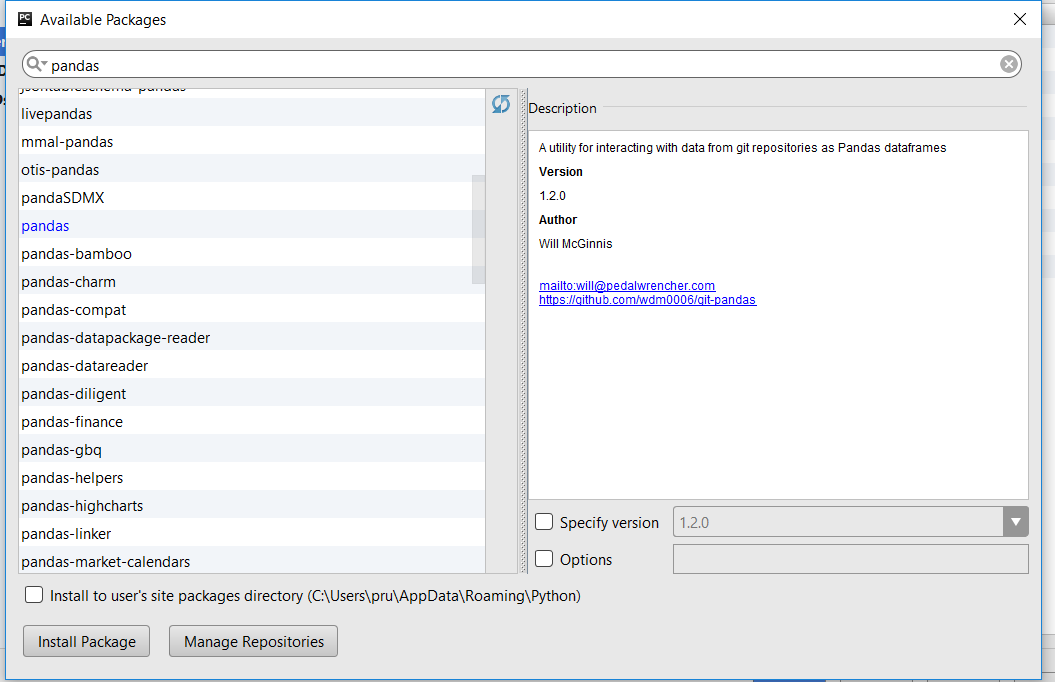 PC
Available Packages
pandas
jsontableschema-pandas
livepandas
mmal-pandas
otis-pandas
pandaSDMX
pandas
pandas-bamboo
pandas-charm
pandas-compat
pandas-datapackage-reader
pandas-datareader
pandas-diligent
pandas-finance
pandas-gbq
pandas-helpers
pandas-highcharts
pandas-linker
pandas-market-calendars
Description
A utility for interacting with data from git repositories as Pandas dataframes
Version
1.2.0
Author
Will McGinnis
mailto:will@pedalwrencher.com
https://github.com/wdm0006/git-pandas
Specify version
1.2.0
Options
Install to user's site packages directory (C:\Users\pru\AppData\Roaming\Python)
Install Package
Manage Repositories